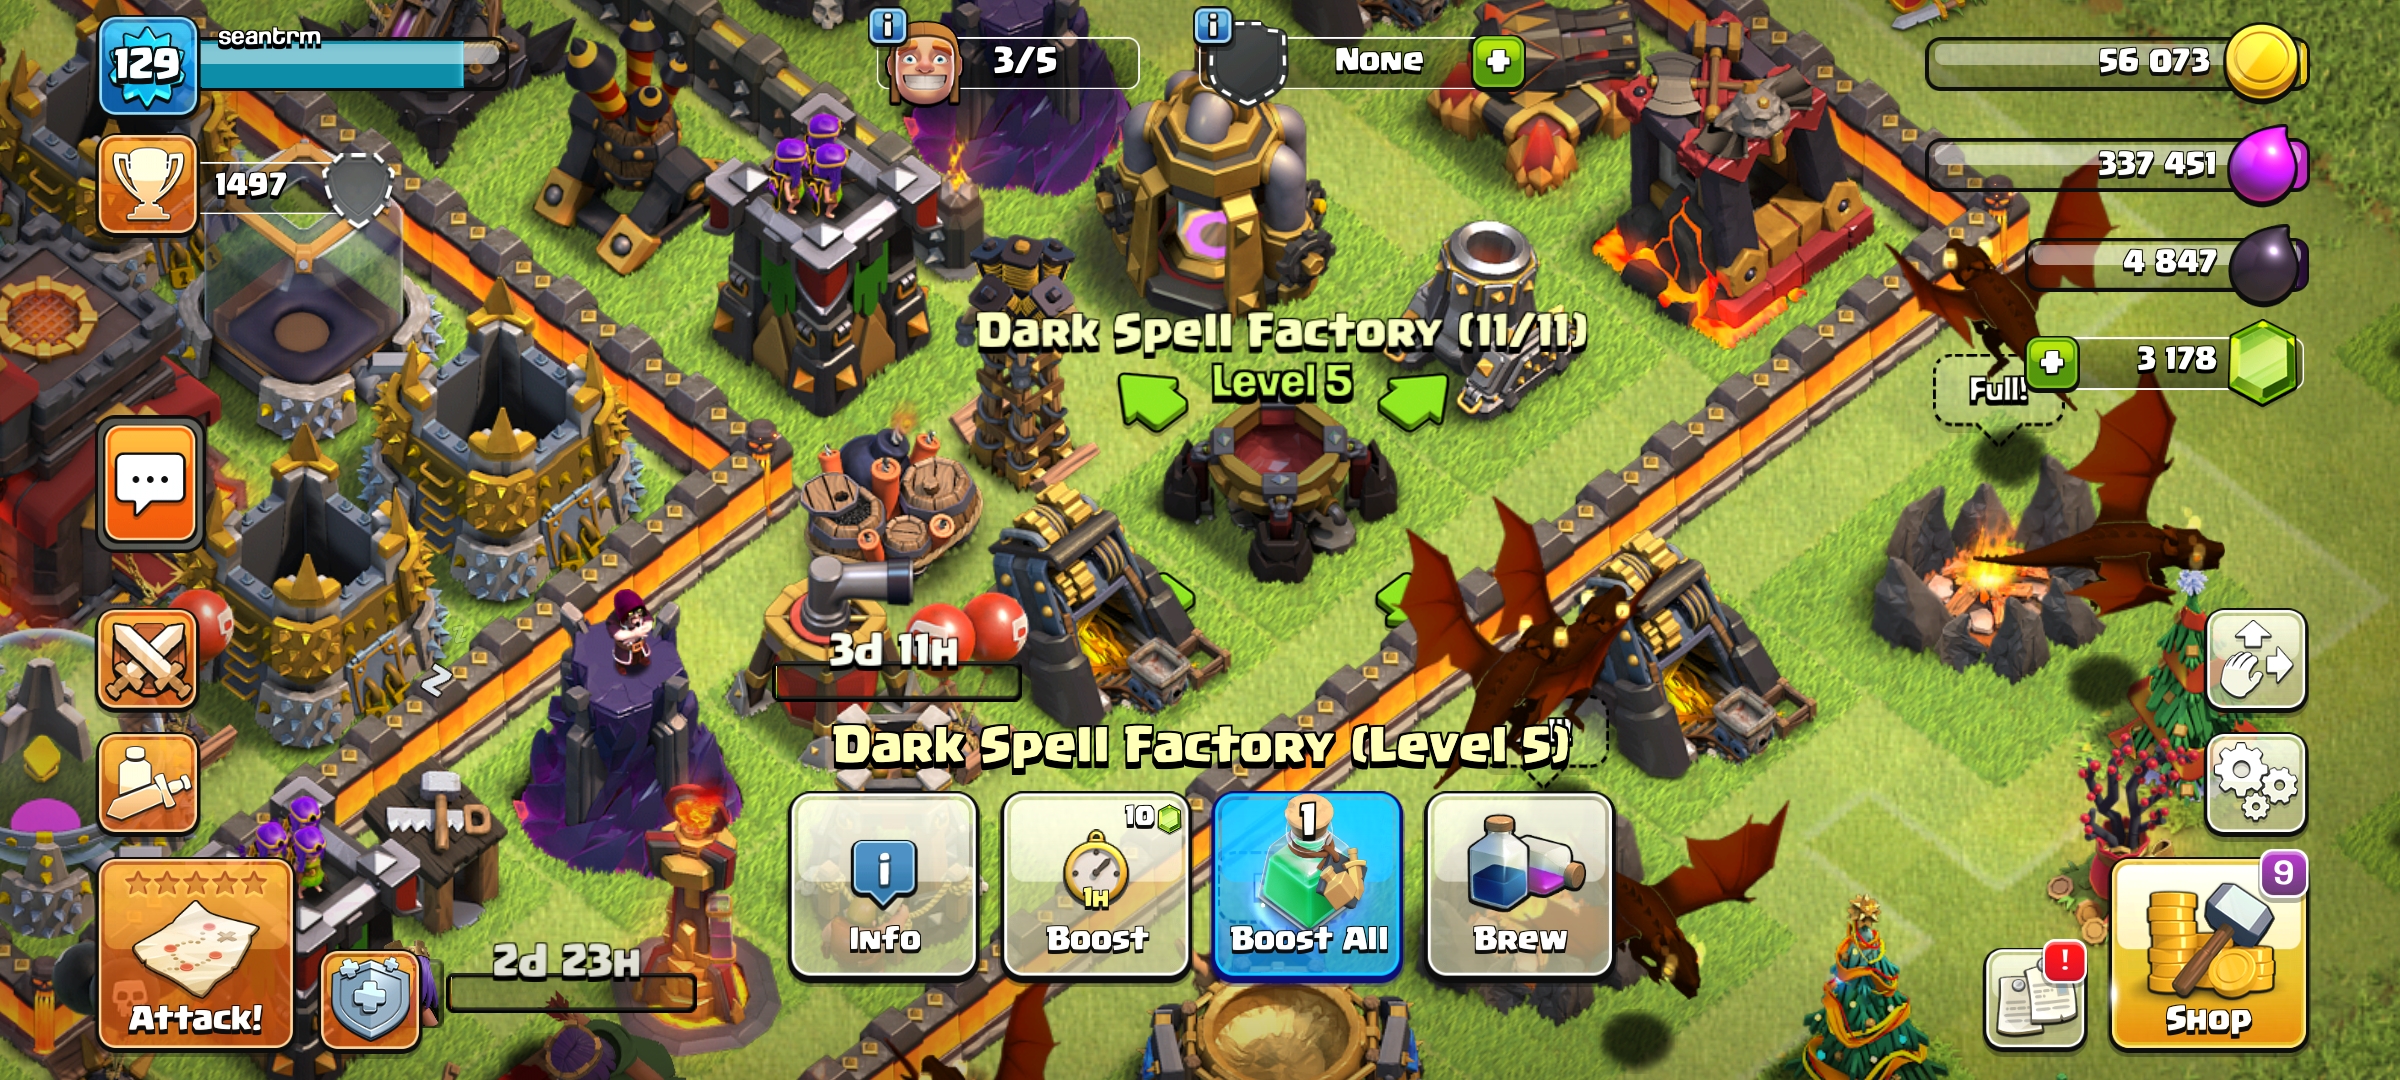 129
seantrm
3/5
None
56 073
1497
337 451
4 847
Dark Spell Factory (11/11)
Level 5
3 178
Full!
3d 11H
Z
Dark Spell Factory (Level 5)
10
1H
1
Info
Boost
Boost All
Brew
9
2d 23H
!
Attack!
Shop